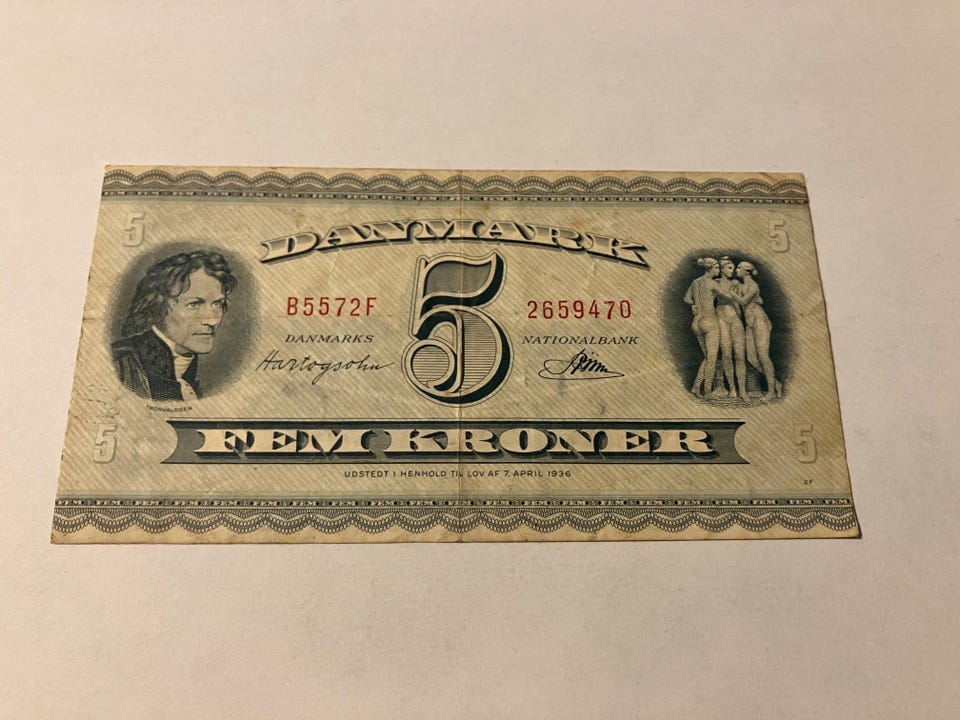 DANMARK
5
5
5
B5572F
2659470
DANMARKS
NATIONALBANK
Hartogsohn
THORVALDSEN
5
5
FEM KRONER
UDSTEDT I HENHOLD TIL LOV AF 7. APRIL 1936
2F